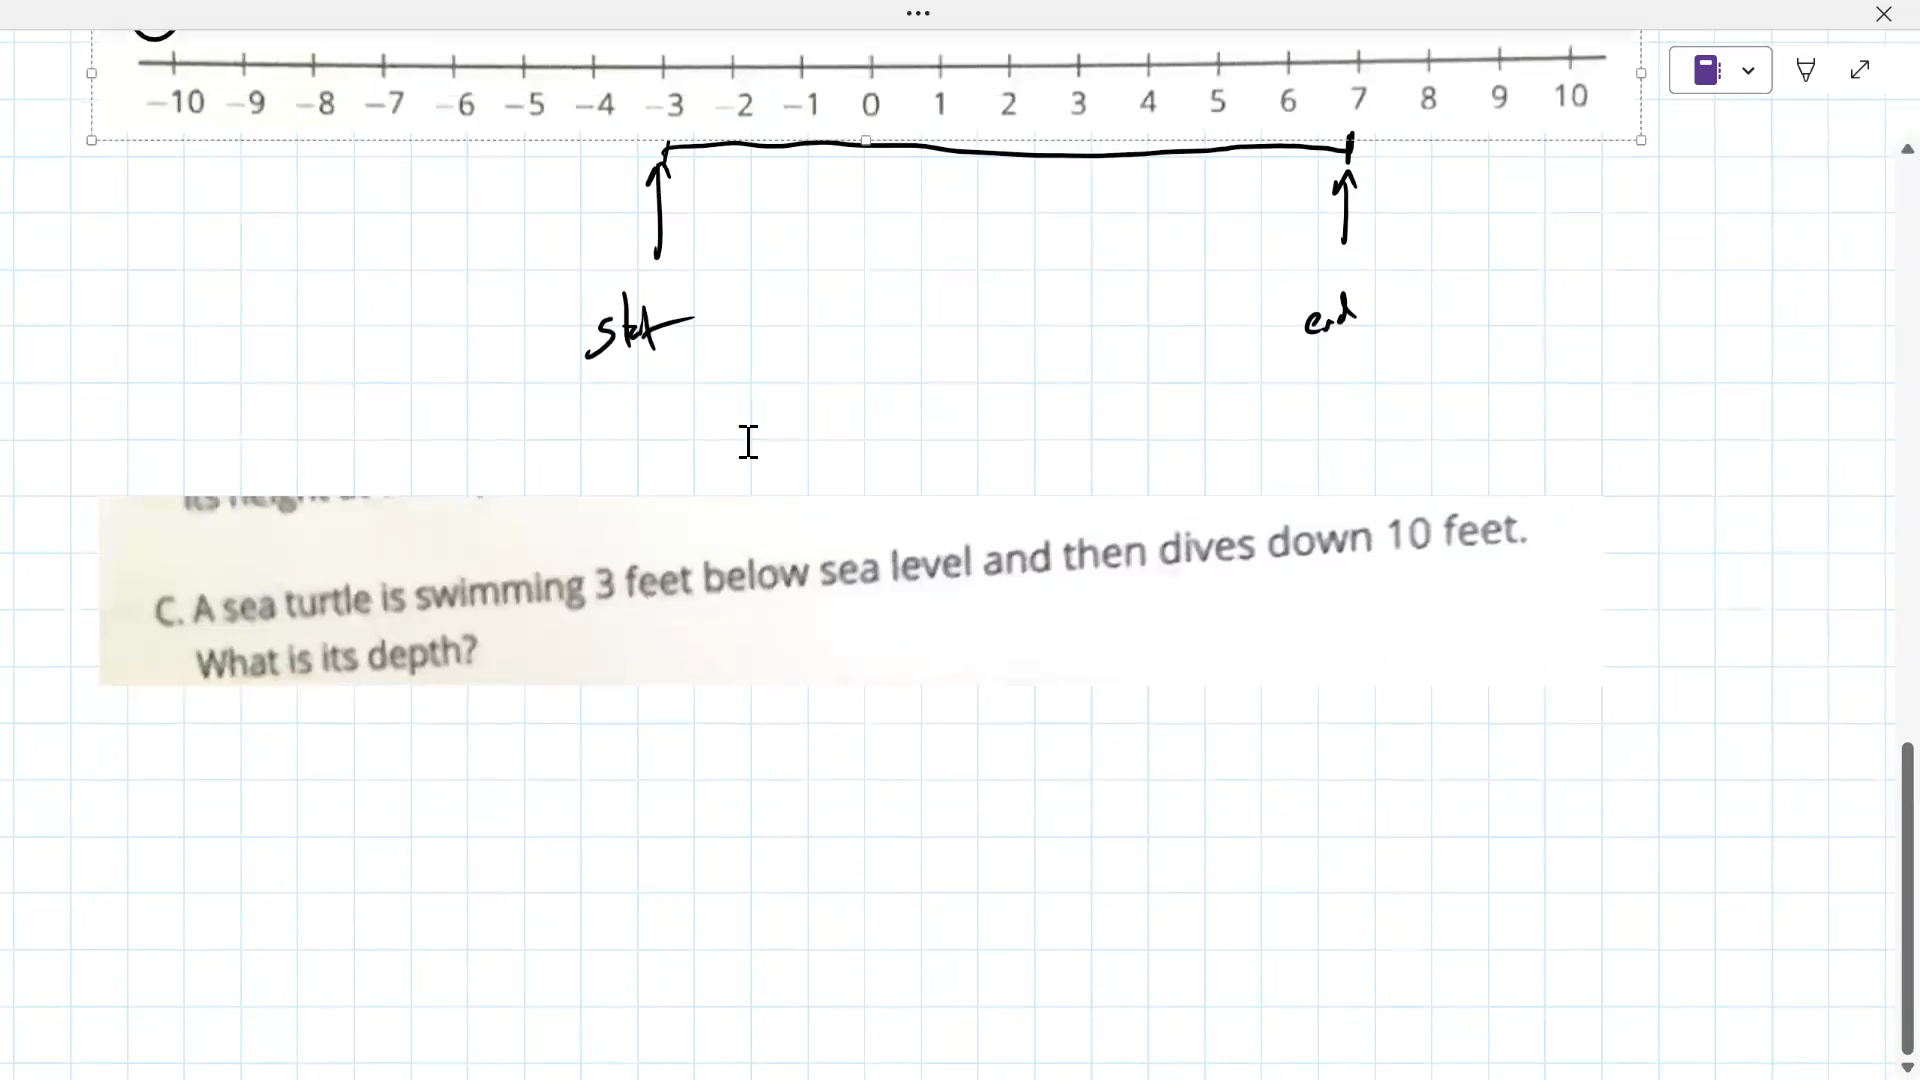 −10 −9 −8 −7 −6 −5 −4 −3 −2 −1 0 1 2 3 4 5 6 7 8 9 10
end
C. A sea turtle is swimming 3 feet below sea level and then dives down 10 feet.
What is its depth?